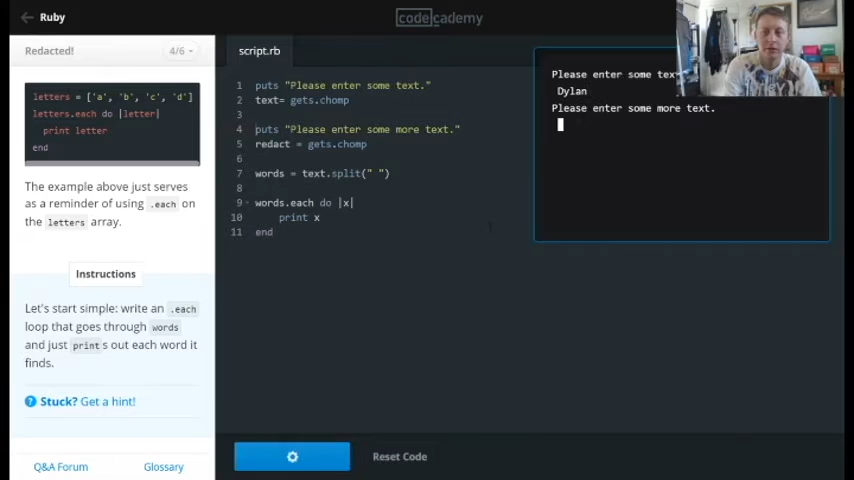 Ruby
codecademy
Redacted!
4/6
letters = ['a', 'b', 'c', 'd']
letters.each do |letter|
print letter
end
The example above just serves
as a reminder of using .each on
the letters array.
Instructions
Let's start simple: write an .each
loop that goes through words
and just prints out each word it
finds.
? Stuck? Get a hint!
Q&A Forum
Glossary
script.rb
1 puts "Please enter some text."
2 text= gets.chomp
3
4 puts "Please enter some more text."
5 redact = gets.chomp
6
7 words = text.split(" ")
8
9 words.each do |x|
10 print x
11 end
Reset Code
Please enter some tex
Dylan
Please enter some more text.